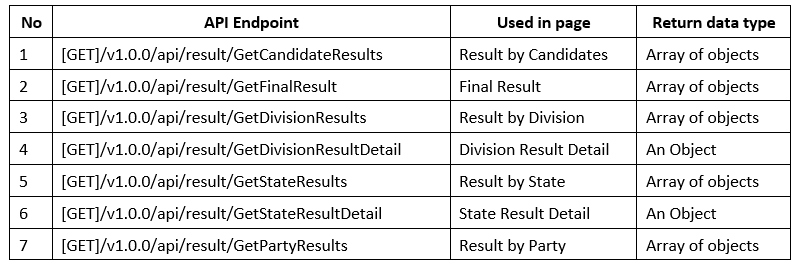 No API Endpoint Used in page Return data type
1 [GET]/v1.0.0/api/result/GetCandidateResults Result by Candidates Array of objects
2 [GET]/v1.0.0/api/result/GetFinalResult Final Result Array of objects
3 [GET]/v1.0.0/api/result/GetDivisionResults Result by Division Array of objects
4 [GET]/v1.0.0/api/result/GetDivisionResultDetail Division Result Detail An Object
5 [GET]/v1.0.0/api/result/GetStateResults Result by State Array of objects
6 [GET]/v1.0.0/api/result/GetStateResultDetail State Result Detail An Object
7 [GET]/v1.0.0/api/result/GetPartyResults Result by Party Array of objects